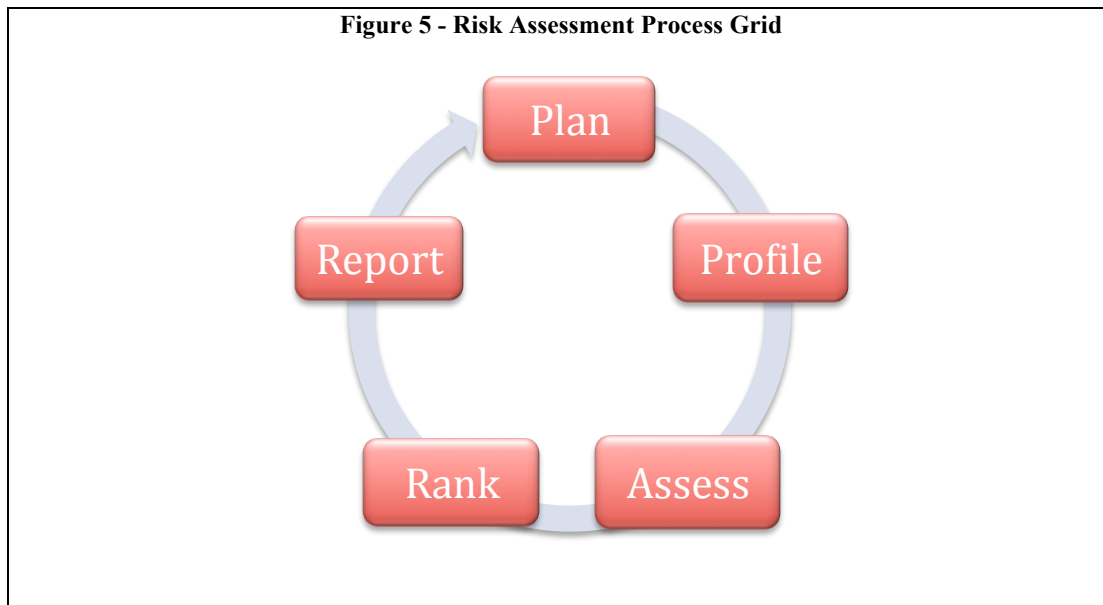 Figure 5 - Risk Assessment Process Grid
Plan
Profile
Assess
Rank
Report